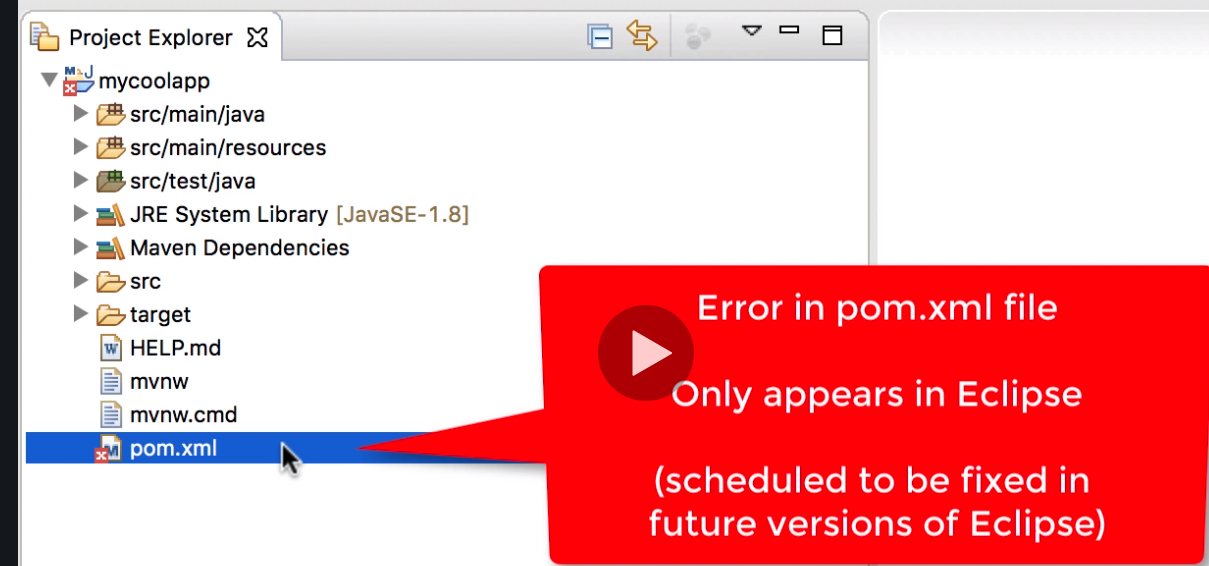 Project Explorer
mycoolapp
src/main/java
src/main/resources
src/test/java
JRE System Library [JavaSE-1.8]
Maven Dependencies
src
target
HELP.md
mvnw
mvnw.cmd
pom.xml
Error in pom.xml file
Only appears in Eclipse
(scheduled to be fixed in
future versions of Eclipse)